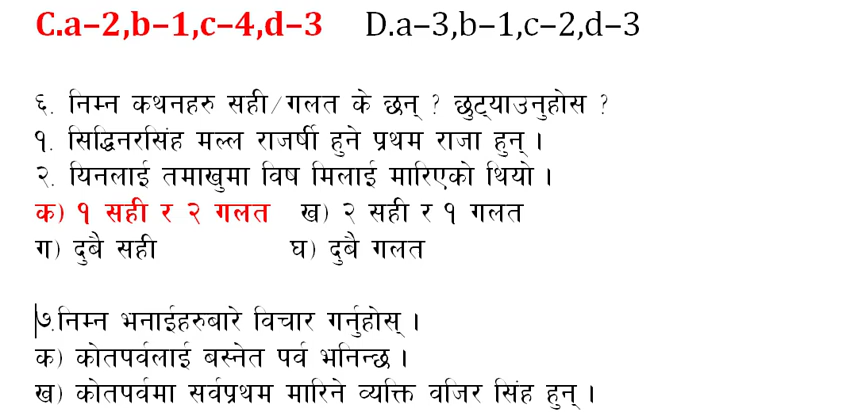 C.a–2,b–1,c–4,d–3 D.a–3,b–1,c–2,d–3
६. निम्न कथनहरु सही/गलत के छन् ? छुट्याउनुहोस ?
१. सिद्धिनरसिंह मल्ल राजर्षी हुने प्रथम राजा हुन् ।
२. यिनलाई तमाखुमा विष मिलाई मारिएको थियो ।
क) १ सही र २ गलत ख) २ सही र १ गलत
ग) दुबै सही घ) दुबै गलत
७.निम्न भनाईहरुबारे विचार गर्नुहोस् ।
क) कोतपर्वलाई बस्नेत पर्व भनिन्छ ।
ख) कोतपर्वमा सर्वप्रथम मारिने व्यक्ति वजिर सिंह हुन् ।